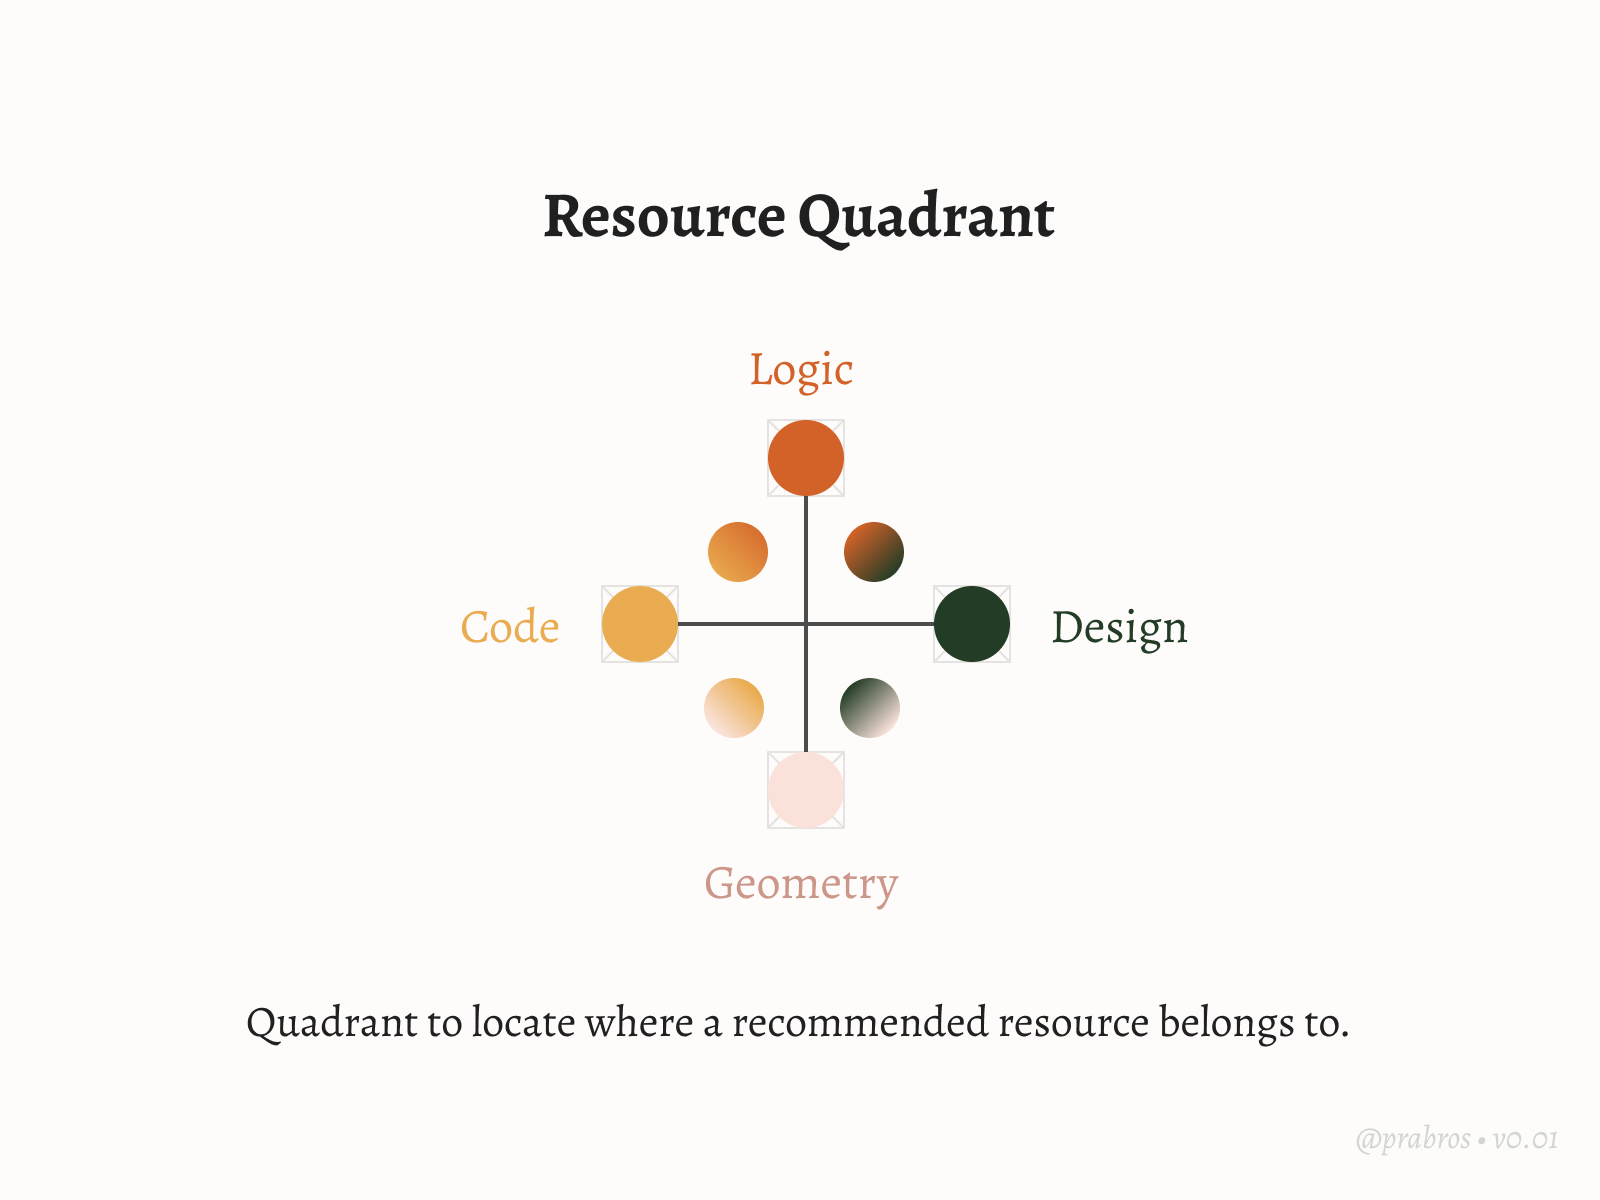 Resource Quadrant
Logic
Code
Design
Geometry
Quadrant to locate where a recommended resource belongs to.
@prabros • v0.01